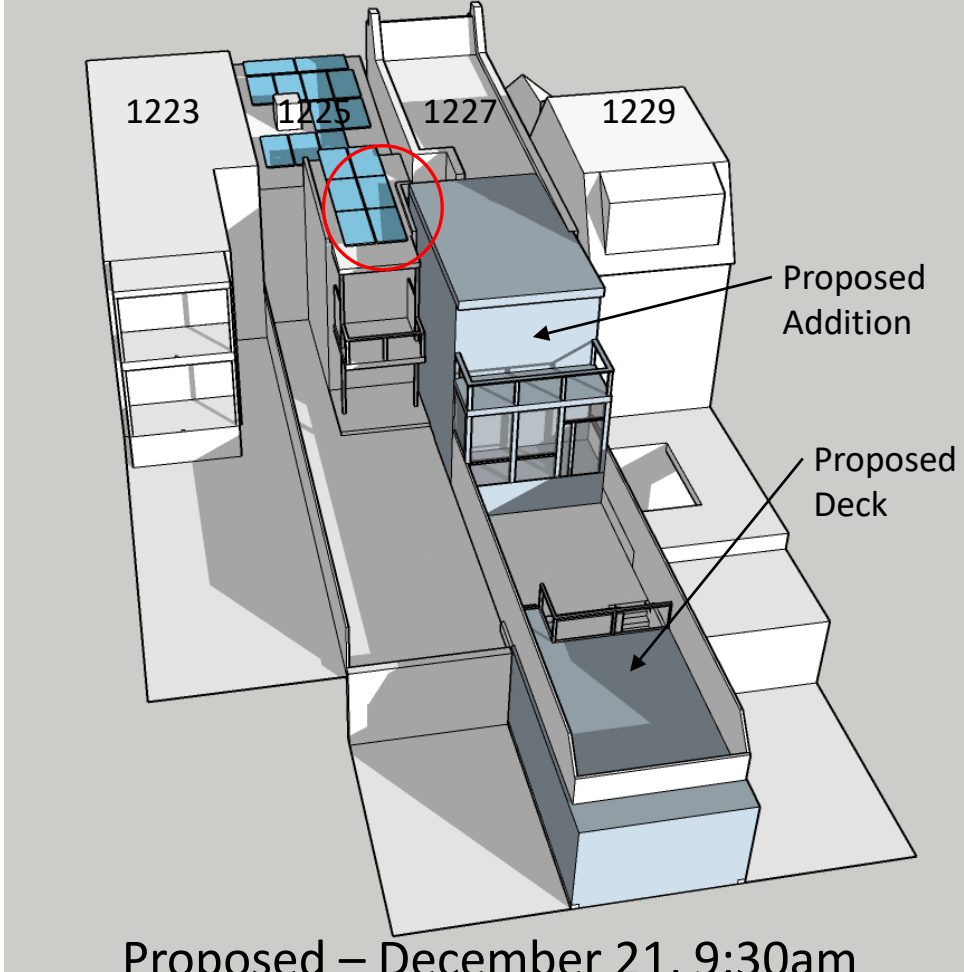 1223
1225
1227
1229
Proposed
Addition
Proposed
Deck
Proposed – December 21, 9:30am